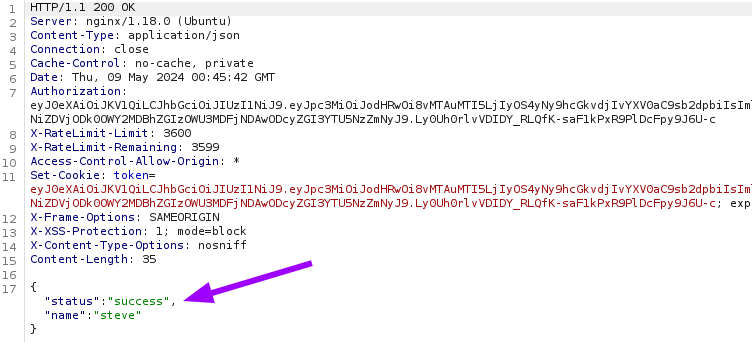 1 HTTP/1.1 200 OK
2 Server: nginx/1.18.0 (Ubuntu)
3 Content-Type: application/json
4 Connection: close
5 Cache-Control: no-cache, private
6 Date: Thu, 09 May 2024 00:45:42 GMT
7 Authorization:
eyJ0eXAiOiJKV1QiLCJhbGciOiJIUzI1NiJ9.eyJpc3MiOiJodHRwOi8vMTAuMTI5LjIyOS4yNy9hcGkvdjIvYXV0aC9sb2dpbiIsIml
NiZDVjODk0OWY2MDBhZGIzOWU3MDFjNDAwODcyZGI3YTU5NzZmNyJ9.Ly0Uh0rlvVDIDY_RLQfK-saF1kPxR9PlDcFpy9J6U-c
8 X-RateLimit-Limit: 3600
9 X-RateLimit-Remaining: 3599
10 Access-Control-Allow-Origin: *
11 Set-Cookie: token=
eyJ0eXAiOiJKV1QiLCJhbGciOiJIUzI1NiJ9.eyJpc3MiOiJodHRwOi8vMTAuMTI5LjIyOS4yNy9hcGkvdjIvYXV0aC9sb2dpbiIsIml
NiZDVjODk0OWY2MDBhZGIzOWU3MDFjNDAwODcyZGI3YTU5NzZmNyJ9.Ly0Uh0rlvVDIDY_RLQfK-saF1kPxR9PlDcFpy9J6U-c; exp
12 X-Frame-Options: SAMEORIGIN
13 X-XSS-Protection: 1; mode=block
14 X-Content-Type-Options: nosniff
15 Content-Length: 35
16
17 {
"status":"success",
"name":"steve"
}